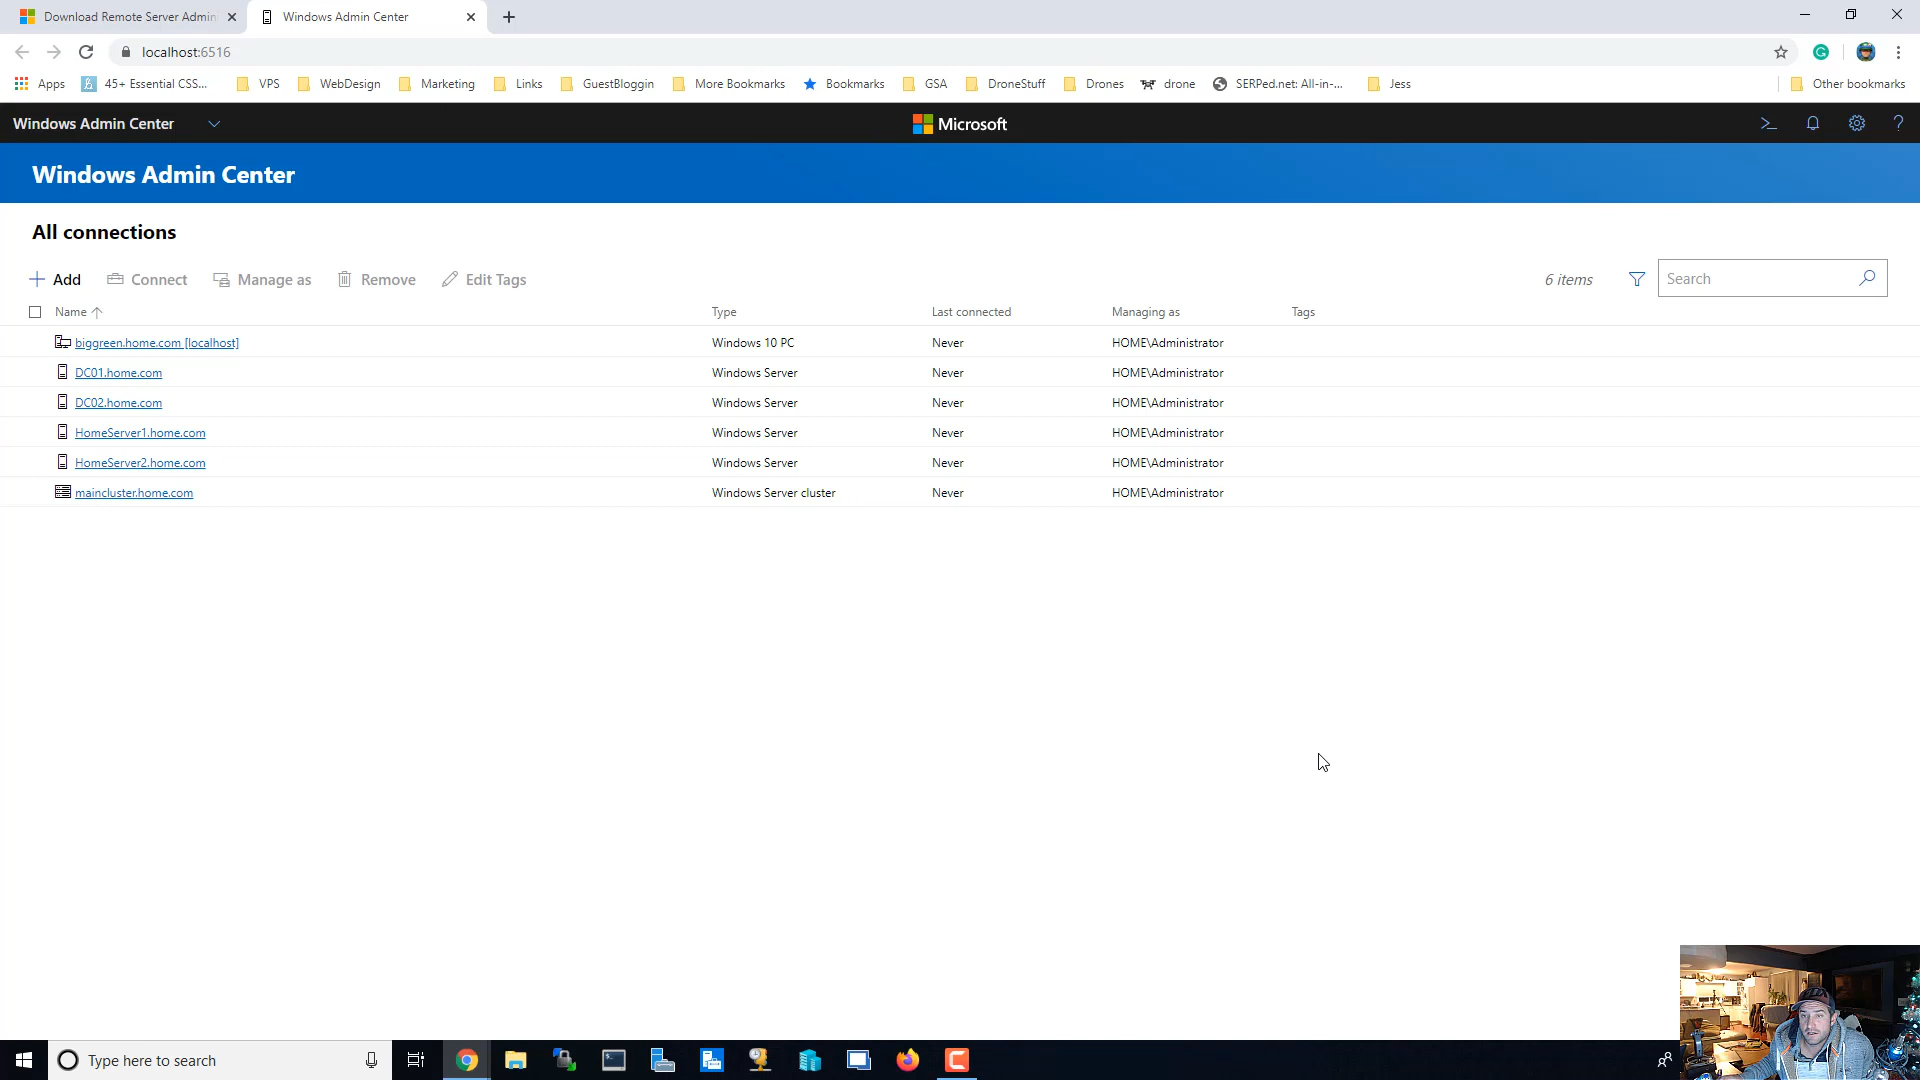 Download Remote Server Admin
Windows Admin Center
localhost:6516
Apps
45+ Essential CSS...
VPS
WebDesign
Marketing
Links
GuestBloggin
More Bookmarks
Bookmarks
GSA
DroneStuff
Drones
drone
SERPed.net: All-in-...
Jess
Other bookmarks
Windows Admin Center
Microsoft
Windows Admin Center
All connections
Add
Connect
Manage as
Remove
Edit Tags
6 items
Search
Name
Type
Last connected
Managing as
Tags
biggreen.home.com [localhost] Windows 10 PC Never HOME\Administrator
DC01.home.com Windows Server Never HOME\Administrator
DC02.home.com Windows Server Never HOME\Administrator
HomeServer1.home.com Windows Server Never HOME\Administrator
HomeServer2.home.com Windows Server Never HOME\Administrator
maincluster.home.com Windows Server cluster Never HOME\Administrator
Type here to search